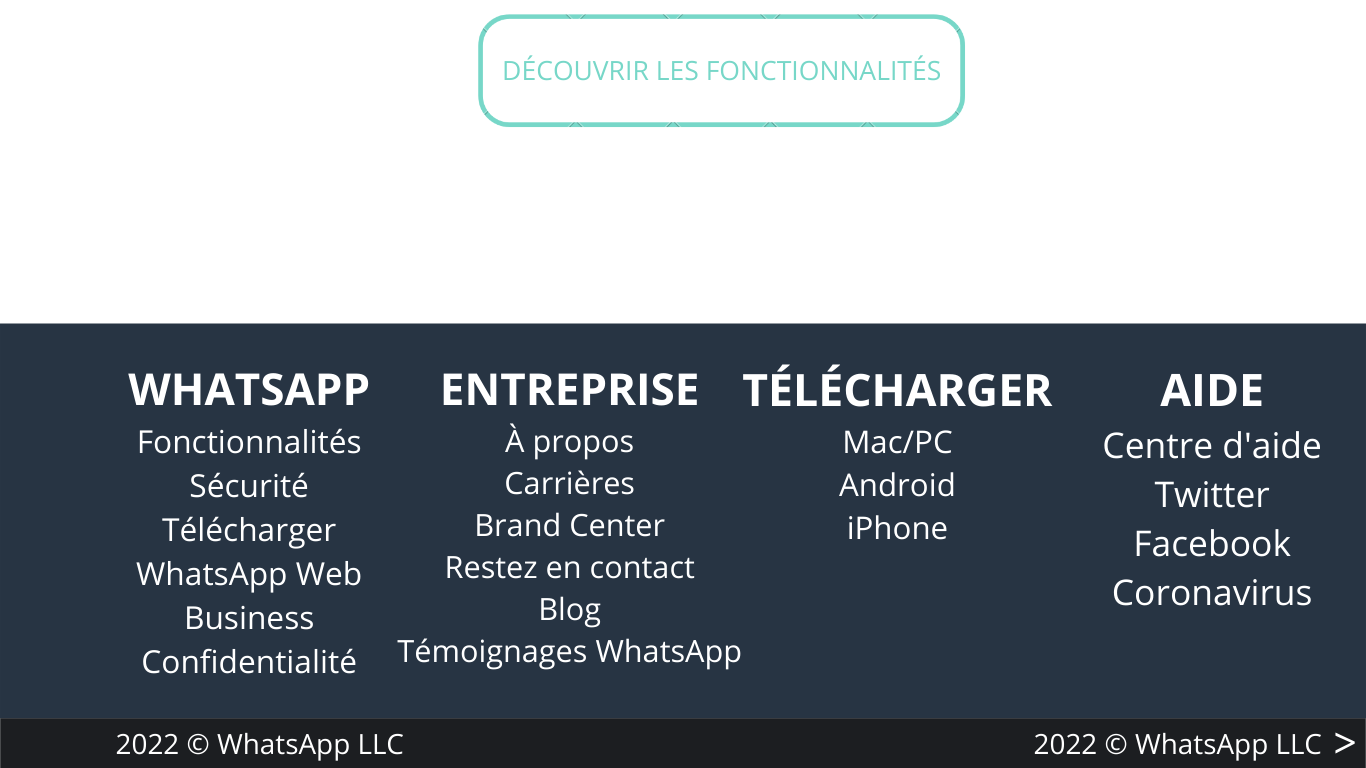 DÉCOUVRIR LES FONCTIONNALITÉS
WHATSAPP
Fonctionnalités
Sécurité
Télécharger
WhatsApp Web
Business
Confidentialité
ENTREPRISE
À propos
Carrières
Brand Center
Restez en contact
Blog
Témoignages WhatsApp
TÉLÉCHARGER
Mac/PC
Android
iPhone
AIDE
Centre d'aide
Twitter
Facebook
Coronavirus
2022 © WhatsApp LLC
2022 © WhatsApp LLC >